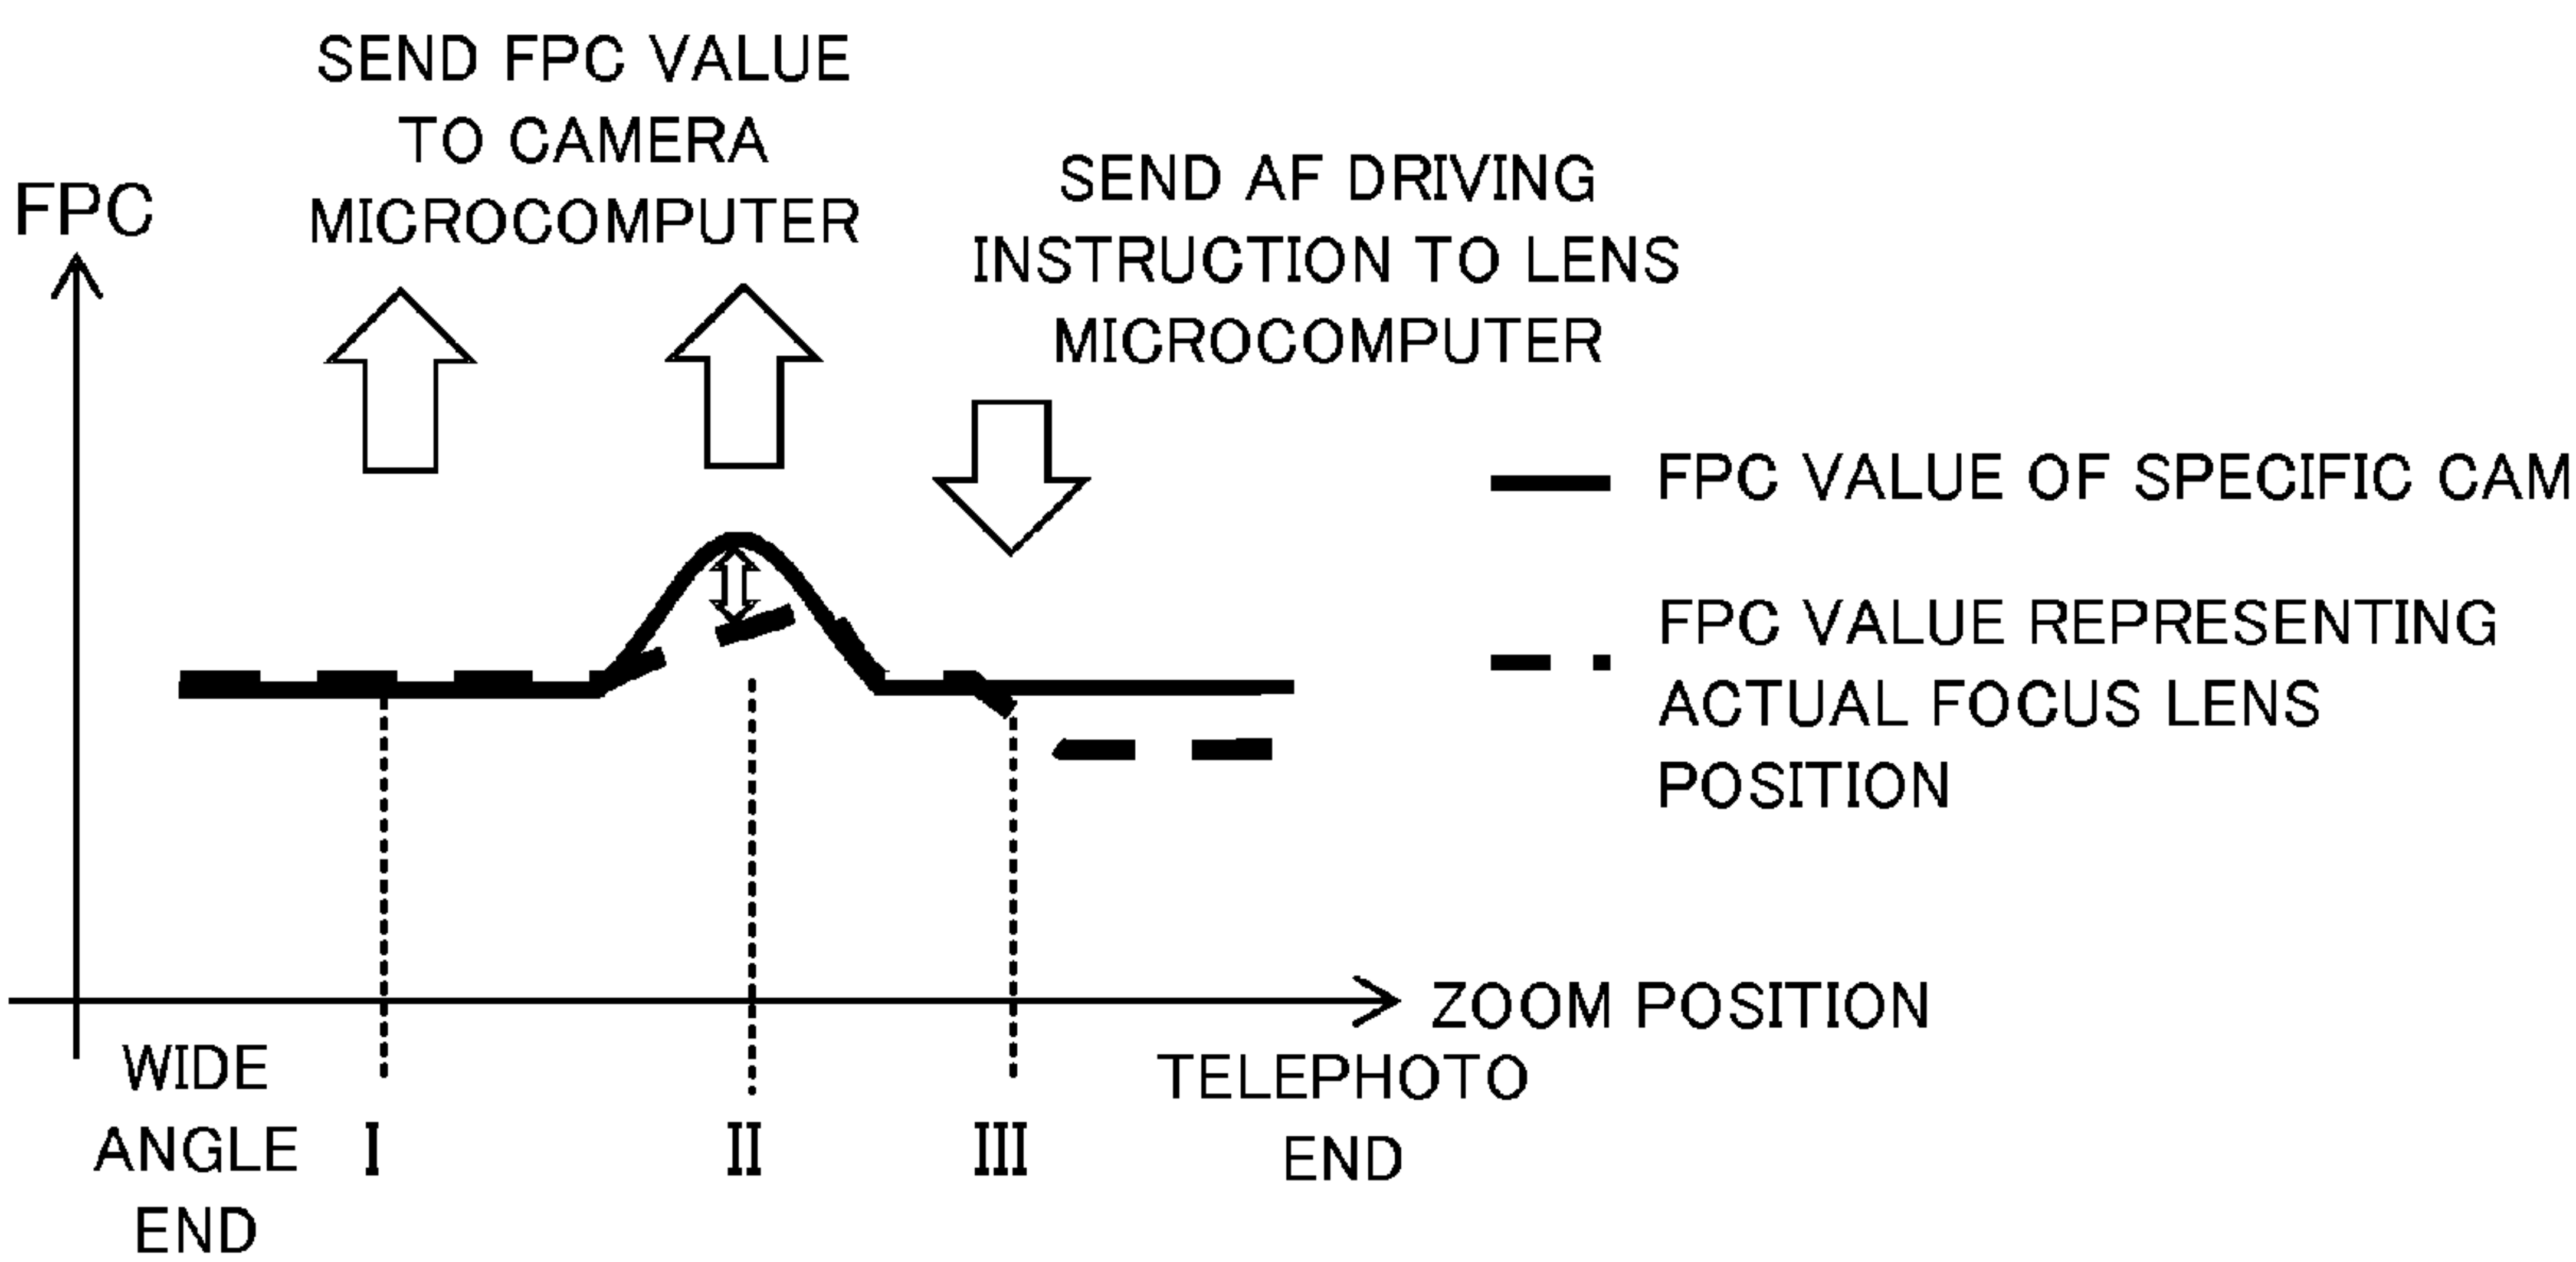 SEND FPC VALUE
TO CAMERA
MICROCOMPUTER
FPC
SEND AF DRIVING
INSTRUCTION TO LENS
MICROCOMPUTER
FPC VALUE OF SPECIFIC CAM
FPC VALUE REPRESENTING
ACTUAL FOCUS LENS
POSITION
ZOOM POSITION
WIDE
ANGLE
END
I
II
III
TELEPHOTO
END